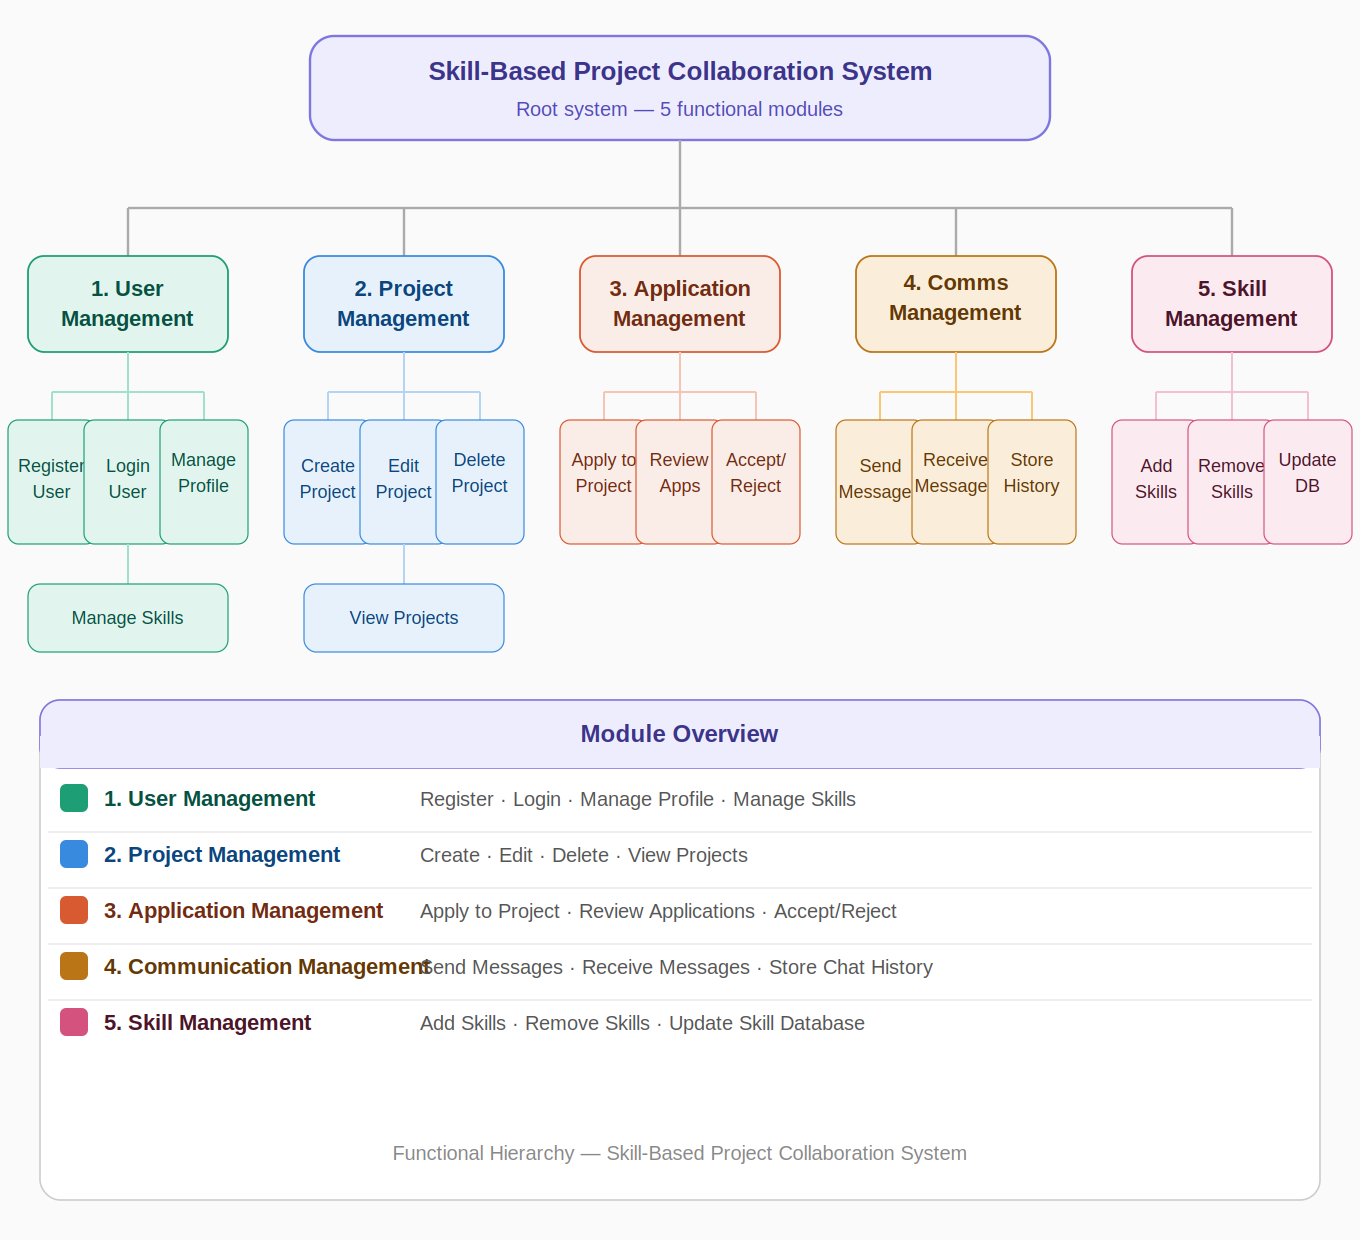 Skill-Based Project Collaboration System
Root system — 5 functional modules
1. User
Management
2. Project
Management
3. Application
Management
4. Comms
Management
5. Skill
Management
Register
User
Login
User
Manage
Profile
Create
Project
Edit
Project
Delete
Project
Apply to
Project
Review
Apps
Accept/
Reject
Send
Message
Receive
Message
Store
History
Add
Skills
Remove
Skills
Update
DB
Manage Skills
View Projects
Module Overview
1. User Management Register · Login · Manage Profile · Manage Skills
2. Project Management Create · Edit · Delete · View Projects
3. Application Management Apply to Project · Review Applications · Accept/Reject
4. Communication Management Send Messages · Receive Messages · Store Chat History
5. Skill Management Add Skills · Remove Skills · Update Skill Database
Functional Hierarchy — Skill-Based Project Collaboration System